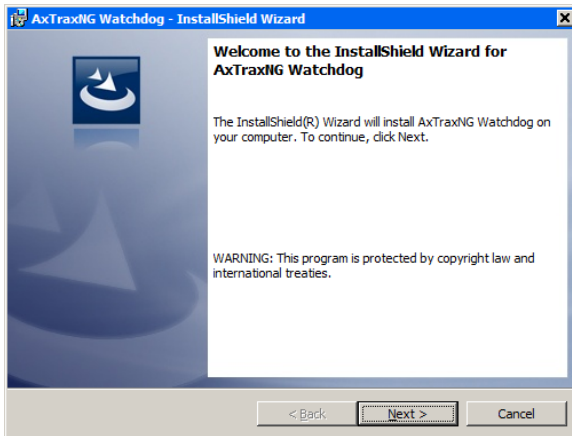 AxTraxNG Watchdog - InstallShield Wizard
Welcome to the InstallShield Wizard for
AxTraxNG Watchdog
The InstallShield(R) Wizard will install AxTraxNG Watchdog on
your computer. To continue, click Next.
WARNING: This program is protected by copyright law and
international treaties.
< Back Next > Cancel